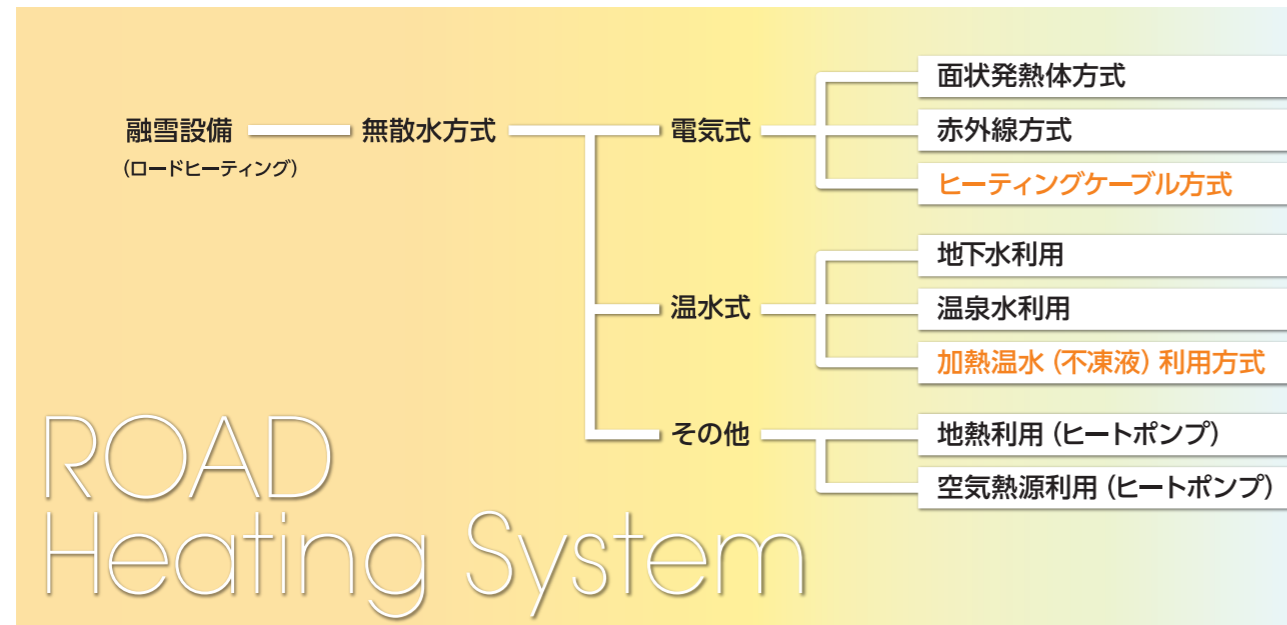 融雪設備
(ロードヒーティング)
無散水方式
電気式
面状発熱体方式
赤外線方式
ヒーティングケーブル方式
温水式
地下水利用
温泉水利用
加熱温水(不凍液)利用方式
その他
地熱利用(ヒートポンプ)
空気熱源利用(ヒートポンプ)
ROAD
Heating System